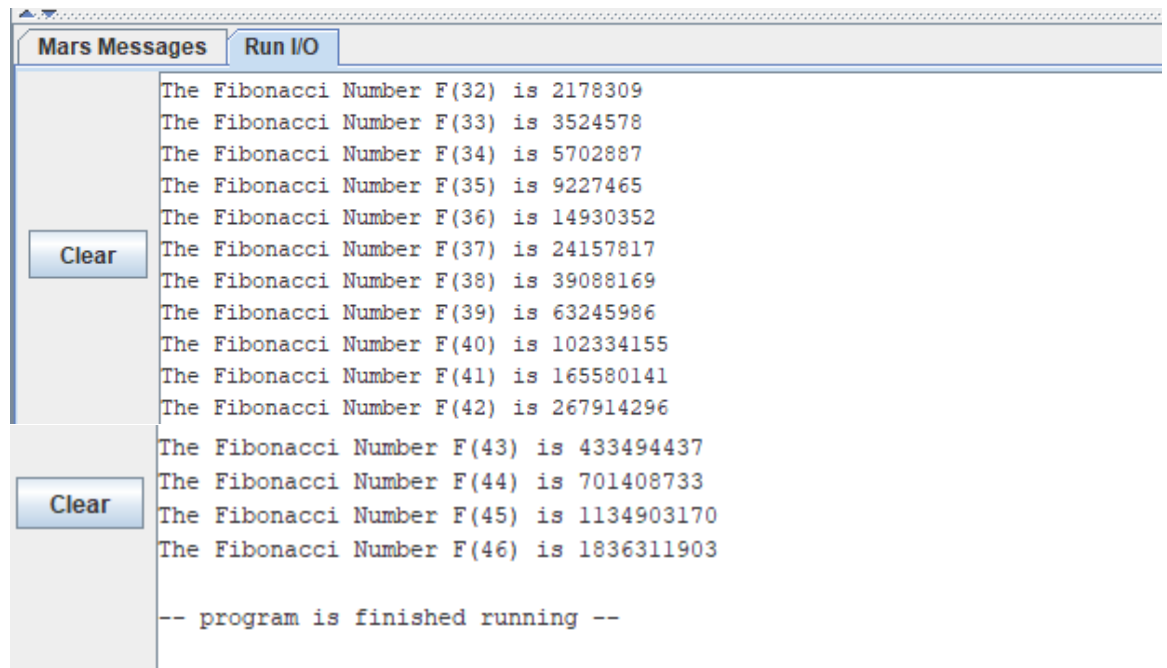 Mars Messages Run I/O
The Fibonacci Number F(32) is 2178309
The Fibonacci Number F(33) is 3524578
The Fibonacci Number F(34) is 5702887
The Fibonacci Number F(35) is 9227465
The Fibonacci Number F(36) is 14930352
Clear
The Fibonacci Number F(37) is 24157817
The Fibonacci Number F(38) is 39088169
The Fibonacci Number F(39) is 63245986
The Fibonacci Number F(40) is 102334155
The Fibonacci Number F(41) is 165580141
The Fibonacci Number F(42) is 267914296
The Fibonacci Number F(43) is 433494437
The Fibonacci Number F(44) is 701408733
Clear
The Fibonacci Number F(45) is 1134903170
The Fibonacci Number F(46) is 1836311903
-- program is finished running --